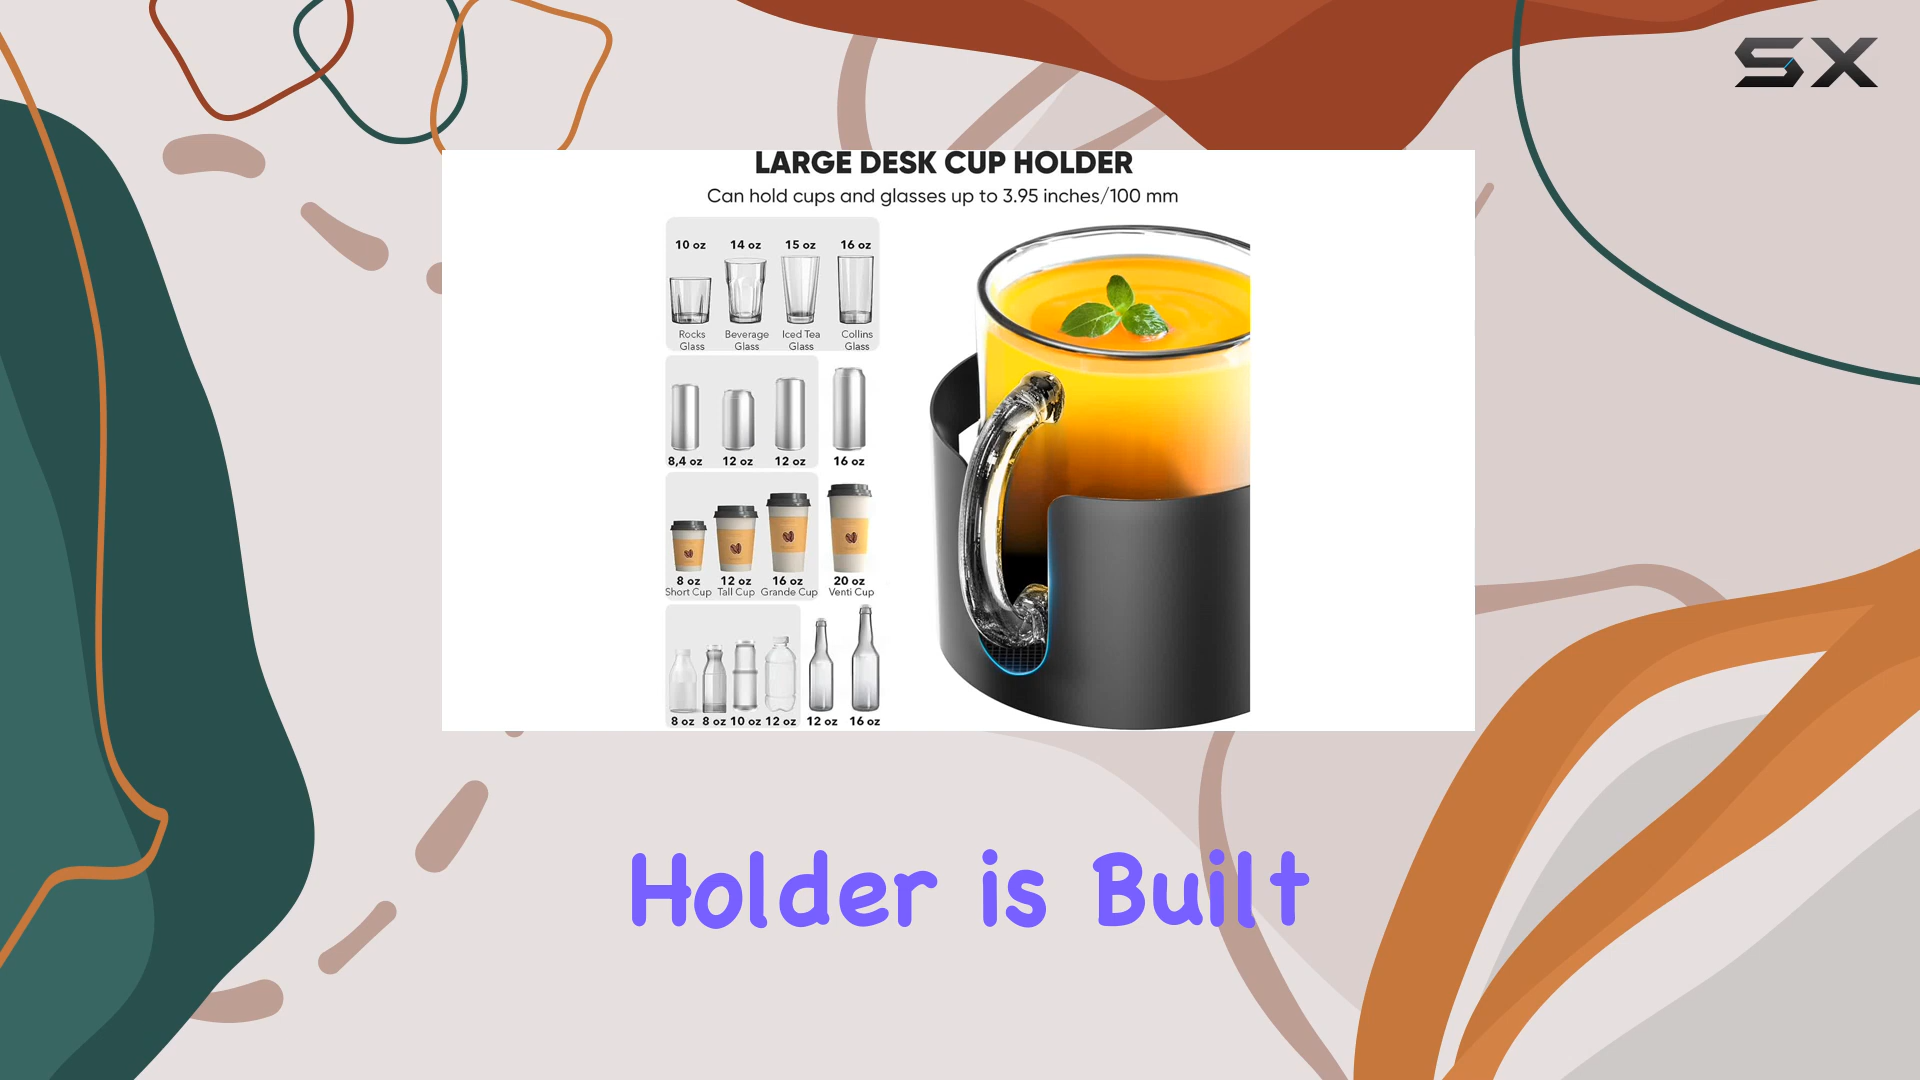 SX
LARGE DESK CUP HOLDER
Can hold cups and glasses up to 3.95 inches/100 mm
10 oz 14 oz 15 oz 16 oz
Rocks Glass Beverage Glass Iced Tea Glass Collins Glass
8,4 oz 12 oz 12 oz 16 oz
8 oz 12 oz 16 oz 20 oz
Short Cup Tall Cup Grande Cup Venti Cup
8 oz 8 oz 10 oz 12 oz 12 oz 16 oz
Holder is Built